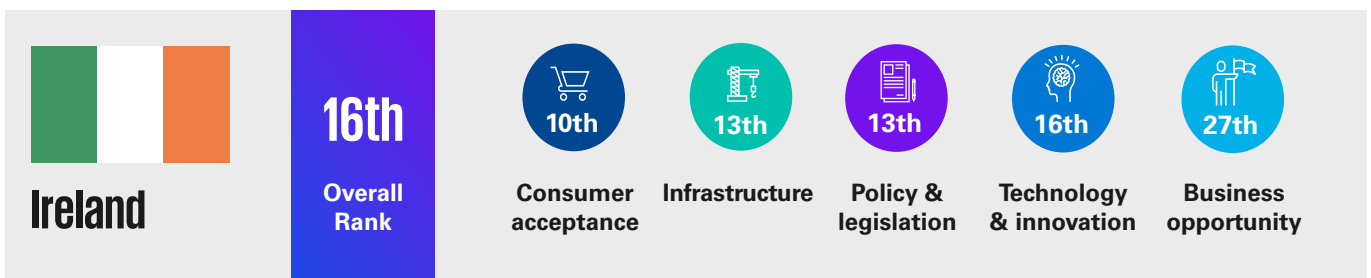 Ireland
16th
Overall
Rank
10th
Consumer
acceptance
13th
Infrastructure
13th
Policy &
legislation
16th
Technology
& innovation
27th
Business
opportunity